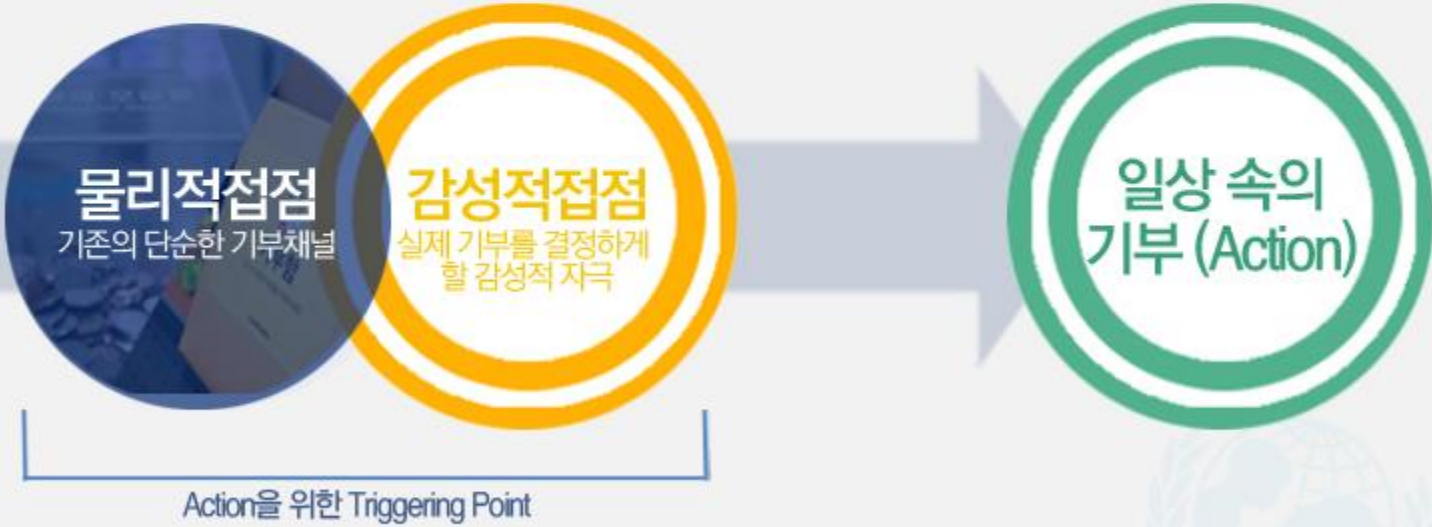 물리적접점
기존의 단순한 기부채널
감성적접점
실제 기부를 결정하게
할 감성적 자극
일상 속의
기부 (Action)
Action을 위한 Triggering Point